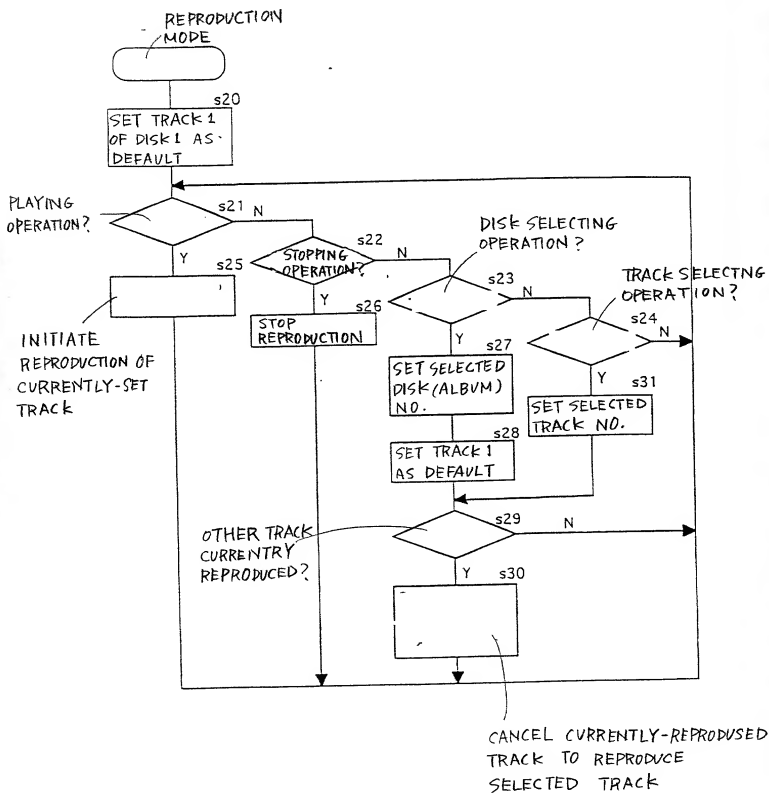 REPRODUCTION
MODE
s20
SET TRACK 1
OF DISK 1 AS
DEFAULT
PLAYING
OPERATION?
s21
N
Y
s25
INITIATE
REPRODUCTION OF
CURRENTLY-SET
TRACK
s22
STOPPING
OPERATION?
N
Y
s26
STOP
REPRODUCTION
DISK SELECTING
OPERATION?
s23
N
Y
s27
SET SELECTED
DISK (ALBUM)
NO.
s28
SET TRACK 1
AS DEFAULT
TRACK SELECTNG
OPERATION?
s24
N
Y
s31
SET SELECTED
TRACK NO.
OTHER TRACK
CURRENTRY
REPRODUCED?
s29
N
Y
s30
CANCEL CURRENTLY-REPRODUSED
TRACK TO REPRODUCE
SELECTED TRACK